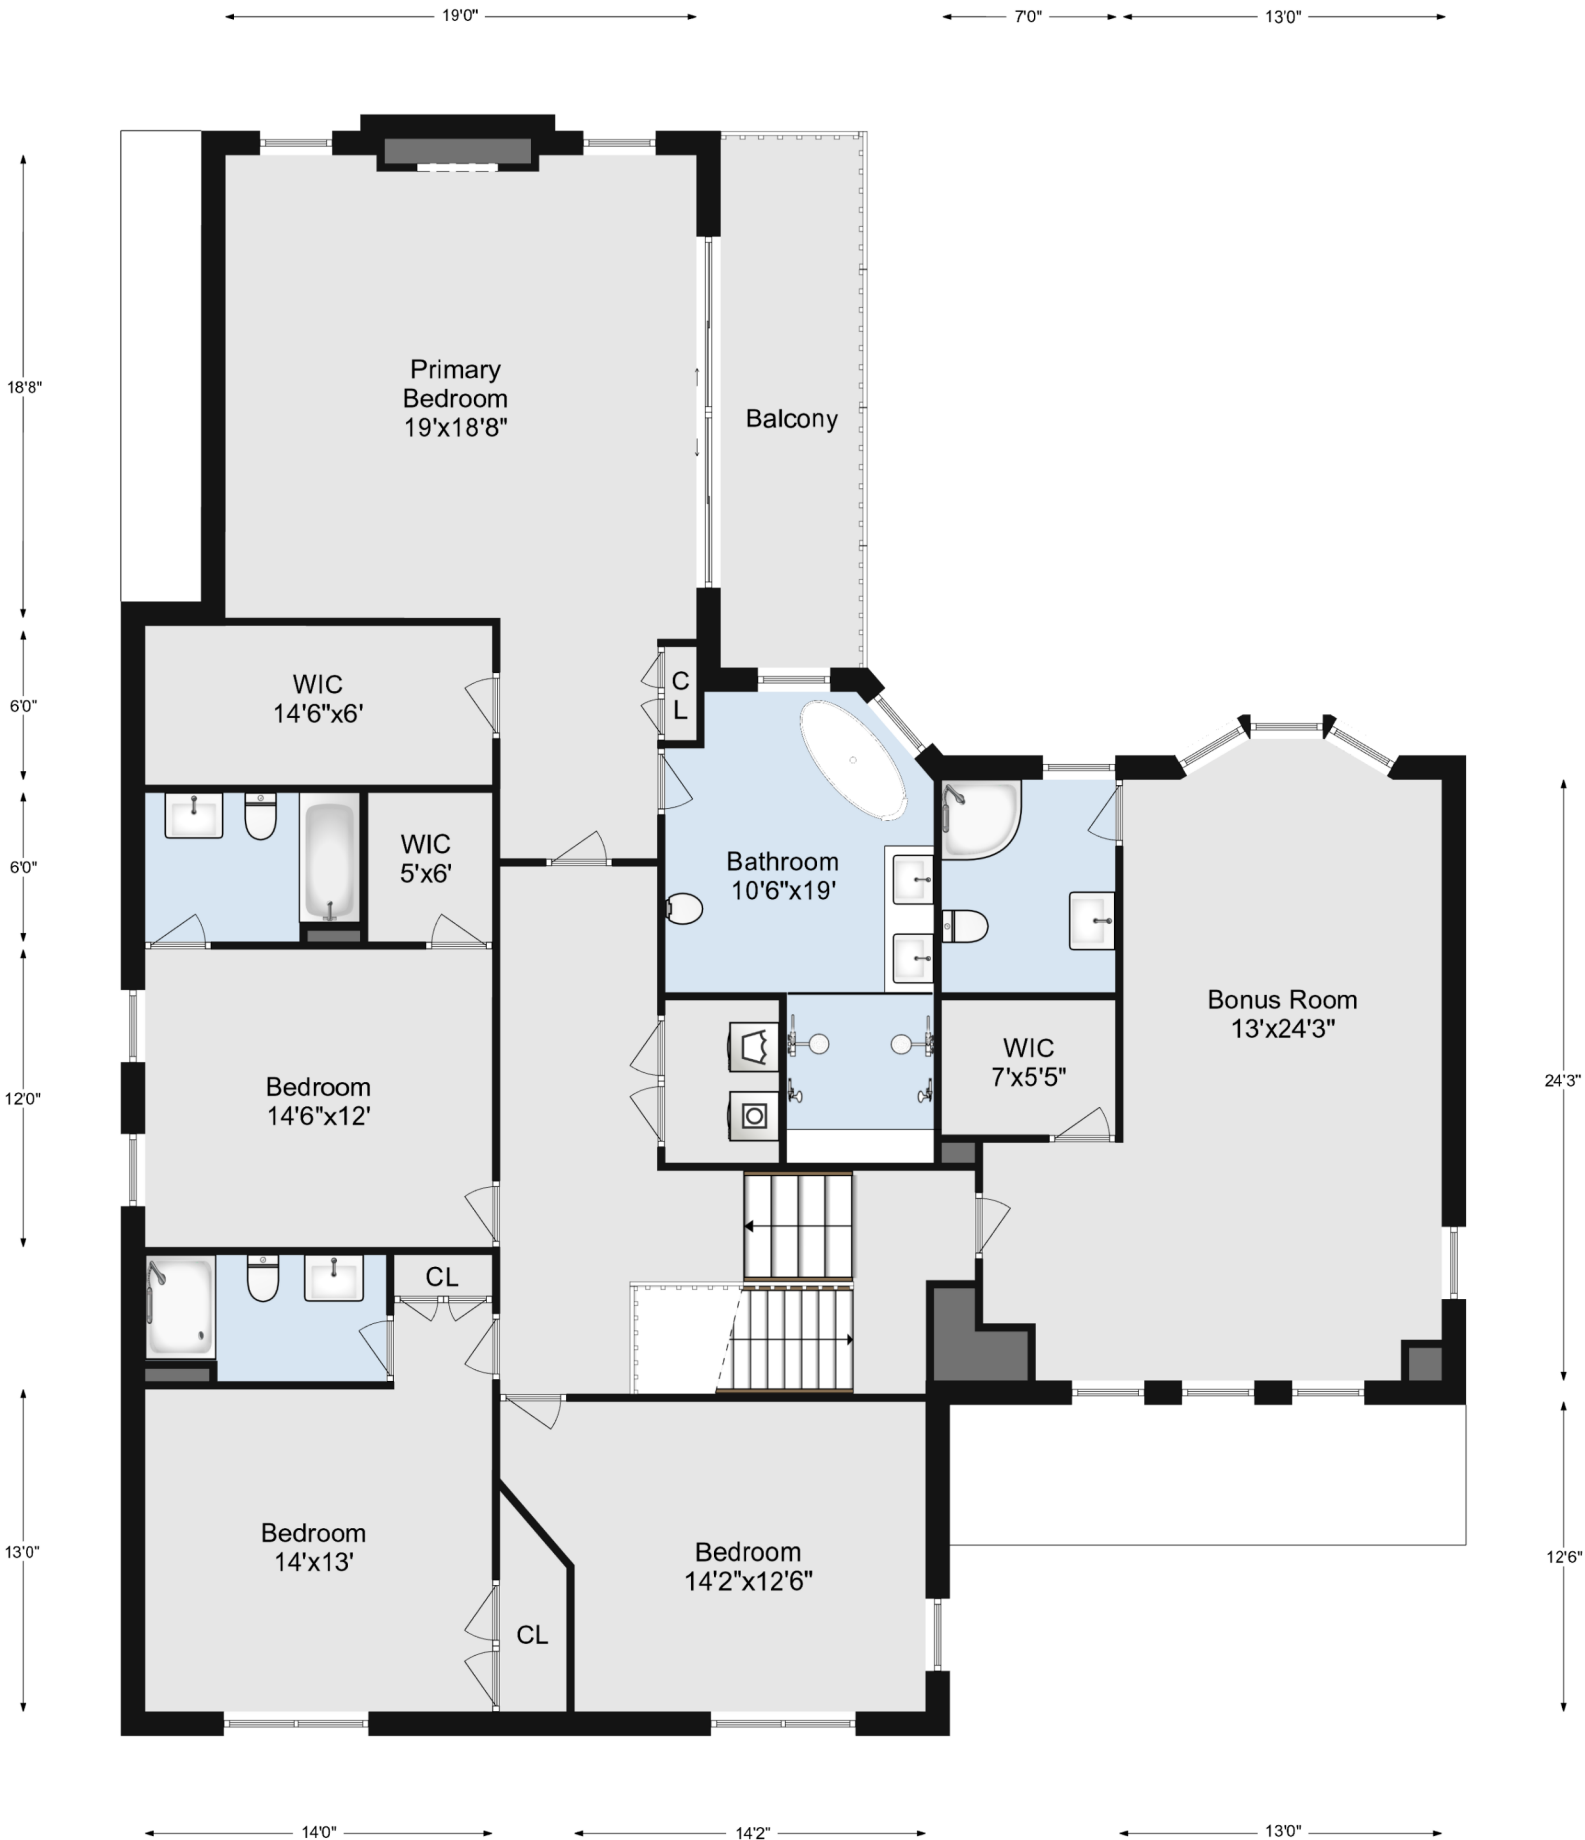 19'0"
7'0"
13'0"
18'8"
Primary
Bedroom
19'x18'8"
Balcony
6'0"
WIC
14'6"x6'
C
L
6'0"
WIC
5'x6'
Bathroom
10'6"x19'
Bonus Room
13'x24'3"
WIC
7'x5'5"
24'3"
12'0"
Bedroom
14'6"x12'
CL
13'0"
Bedroom
14'x13'
Bedroom
14'2"x12'6"
CL
12'6"
14'0"
14'2"
13'0"